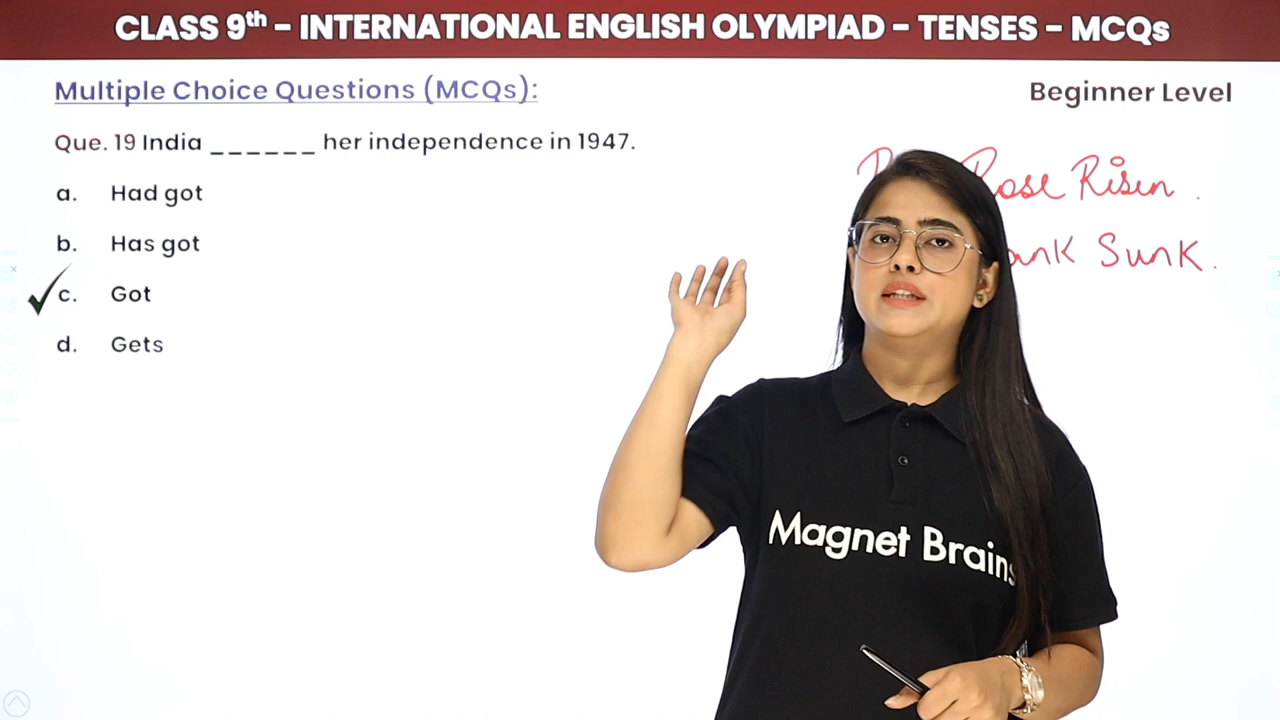 CLASS 9th – INTERNATIONAL ENGLISH OLYMPIAD – TENSES – MCQs
Multiple Choice Questions (MCQs):
Beginner Level
Que. 19 India ______ her independence in 1947.
a. Had got
b. Has got
c. Got
d. Gets
Rose Risen .
Sunk .
Magnet Brains